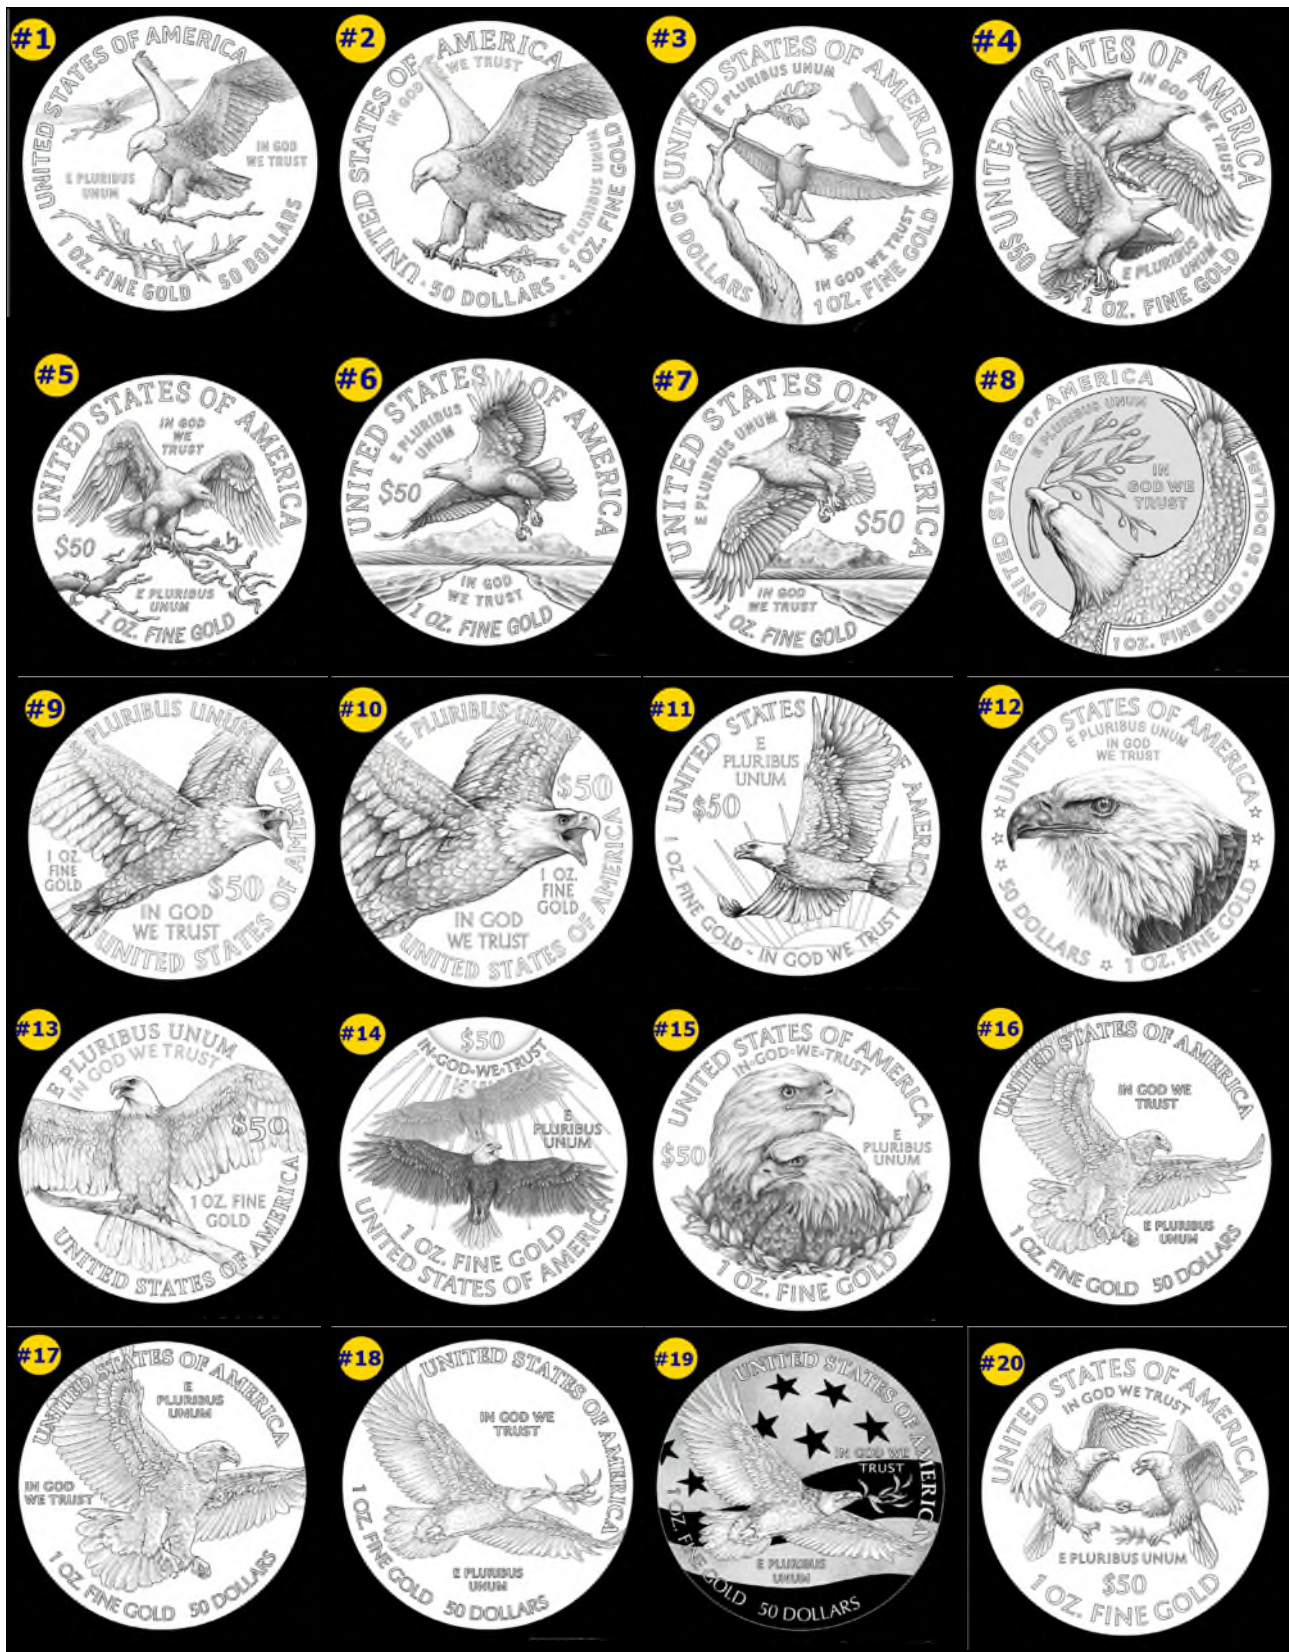 #1
UNITED STATES OF AMERICA
IN GOD
WE TRUST
E PLURIBUS
UNUM
1 OZ. FINE GOLD 50 DOLLARS
#2
UNITED STATES OF AMERICA
IN GOD WE TRUST
E PLURIBUS UNUM
· 50 DOLLARS · 1 OZ. FINE GOLD
#3
UNITED STATES OF AMERICA
E PLURIBUS UNUM
IN GOD WE TRUST
50 DOLLARS 1 OZ. FINE GOLD
#4
UNITED STATES OF AMERICA
IN GOD
WE TRUST
E PLURIBUS
UNUM
$50 1 OZ. FINE GOLD
#5
UNITED STATES OF AMERICA
IN GOD
WE
TRUST
$50
E PLURIBUS
UNUM
1 OZ. FINE GOLD
#6
UNITED STATES OF AMERICA
E PLURIBUS
UNUM
$50
IN GOD
WE TRUST
1 OZ. FINE GOLD
#7
UNITED STATES OF AMERICA
E PLURIBUS UNUM
$50
IN GOD
WE TRUST
1 OZ. FINE GOLD
#8
UNITED STATES OF AMERICA
E PLURIBUS UNUM
IN
GOD WE
TRUST
1 OZ. FINE GOLD · 50 DOLLARS
#9
PLURIBUS UNUM
1 OZ.
FINE
GOLD
$50
IN GOD
WE TRUST
UNITED STATES OF AMERICA
#10
E PLURIBUS UNUM
$50
1 OZ.
FINE
GOLD
IN GOD
WE TRUST
UNITED STATES OF AMERICA
#11
UNITED STATES OF AMERICA
E
PLURIBUS
UNUM
$50
1 OZ FINE GOLD ~ IN GOD WE TRUST
#12
UNITED STATES OF AMERICA
E PLURIBUS UNUM
IN GOD
WE TRUST
50 DOLLARS ☆ 1 OZ. FINE GOLD
#13
E PLURIBUS UNUM
IN GOD WE TRUST
$50
1 OZ. FINE
GOLD
UNITED STATES OF AMERICA
#14
$50
IN·GOD·WE·TRUST
E
PLURIBUS
UNUM
1 OZ. FINE GOLD
UNITED STATES OF AMERICA
#15
UNITED STATES OF AMERICA
IN·GOD·WE·TRUST
$50
E
PLURIBUS
UNUM
1 OZ. FINE GOLD
#16
UNITED STATES OF AMERICA
IN GOD WE
TRUST
E PLURIBUS
UNUM
1 OZ. FINE GOLD 50 DOLLARS
#17
UNITED STATES OF AMERICA
E
PLURIBUS
UNUM
IN GOD
WE TRUST
1 OZ. FINE GOLD 50 DOLLARS
#18
UNITED STATES OF AMERICA
IN GOD WE
TRUST
E PLURIBUS
UNUM
1 OZ. FINE GOLD 50 DOLLARS
#19
UNITED STATES OF AMERICA
IN GOD WE
TRUST
E PLURIBUS
UNUM
1 OZ. FINE GOLD 50 DOLLARS
#20
UNITED STATES OF AMERICA
IN GOD WE TRUST
E PLURIBUS UNUM
$50
1 OZ. FINE GOLD